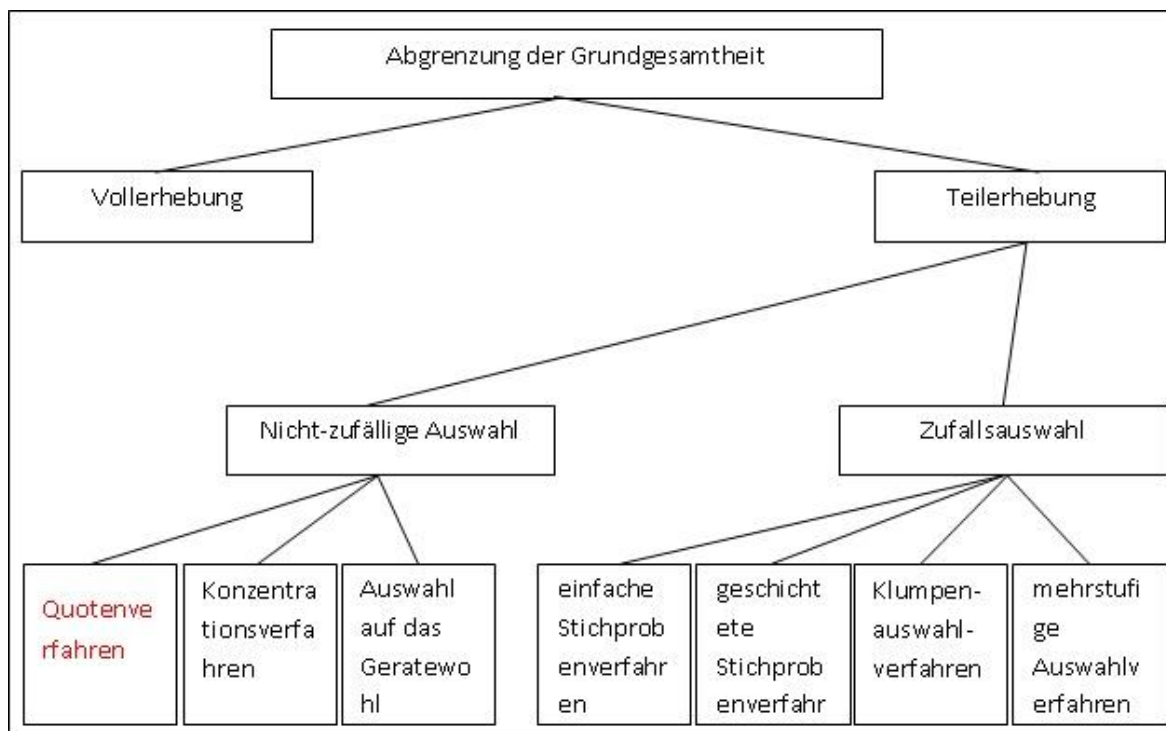 Abgrenzung der Grundgesamtheit
Vollerhebung
Teilerhebung
Nicht-zufällige Auswahl
Zufallsauswahl
Quotenve
rfahren
Konzentra
tionsverfa
hren
Auswahl
auf das
Geratewo
hl
einfache
Stichprob
enverfahr
en
geschicht
ete
Stichprob
enverfahr
Klumpen-
auswahl-
verfahren
mehrstufi
ge
Auswahlv
erfahren